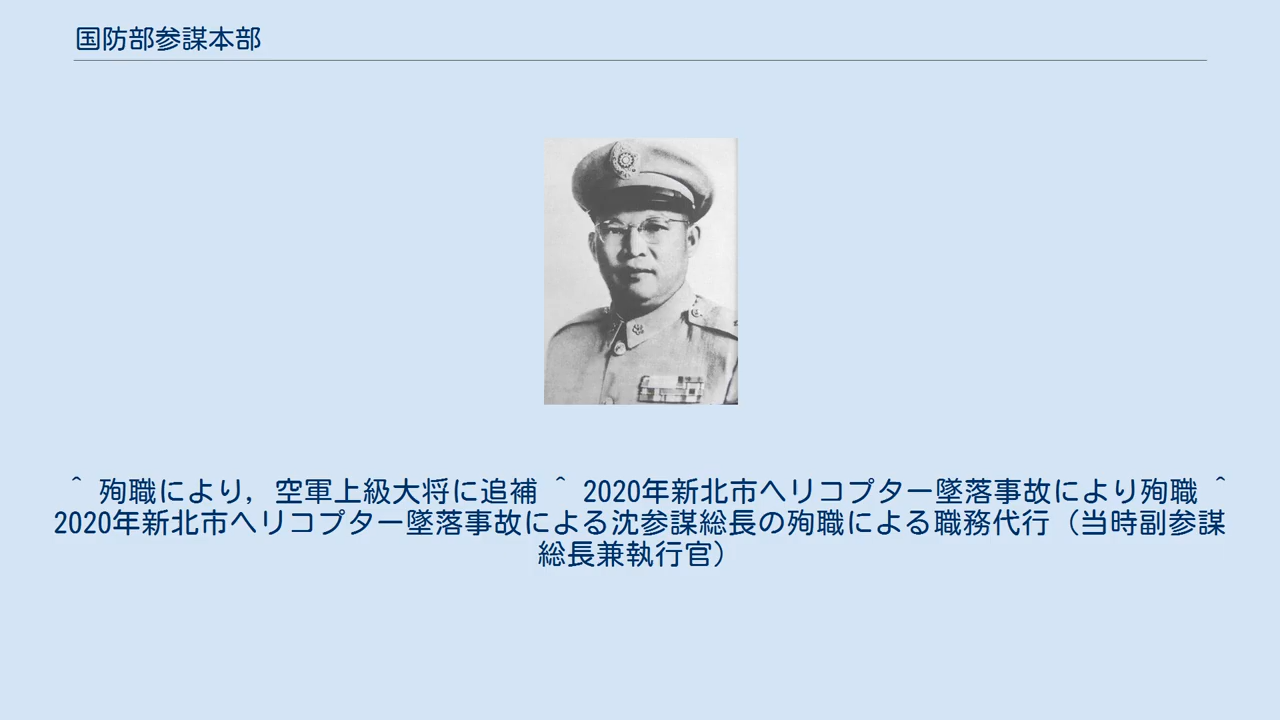 国防部参謀本部
^ 殉職により，空軍上級大将に追補 ^ 2020年新北市ヘリコプター墜落事故により殉職 ^
2020年新北市ヘリコプター墜落事故による沈参謀総長の殉職による職務代行（当時副参謀
総長兼執行官）